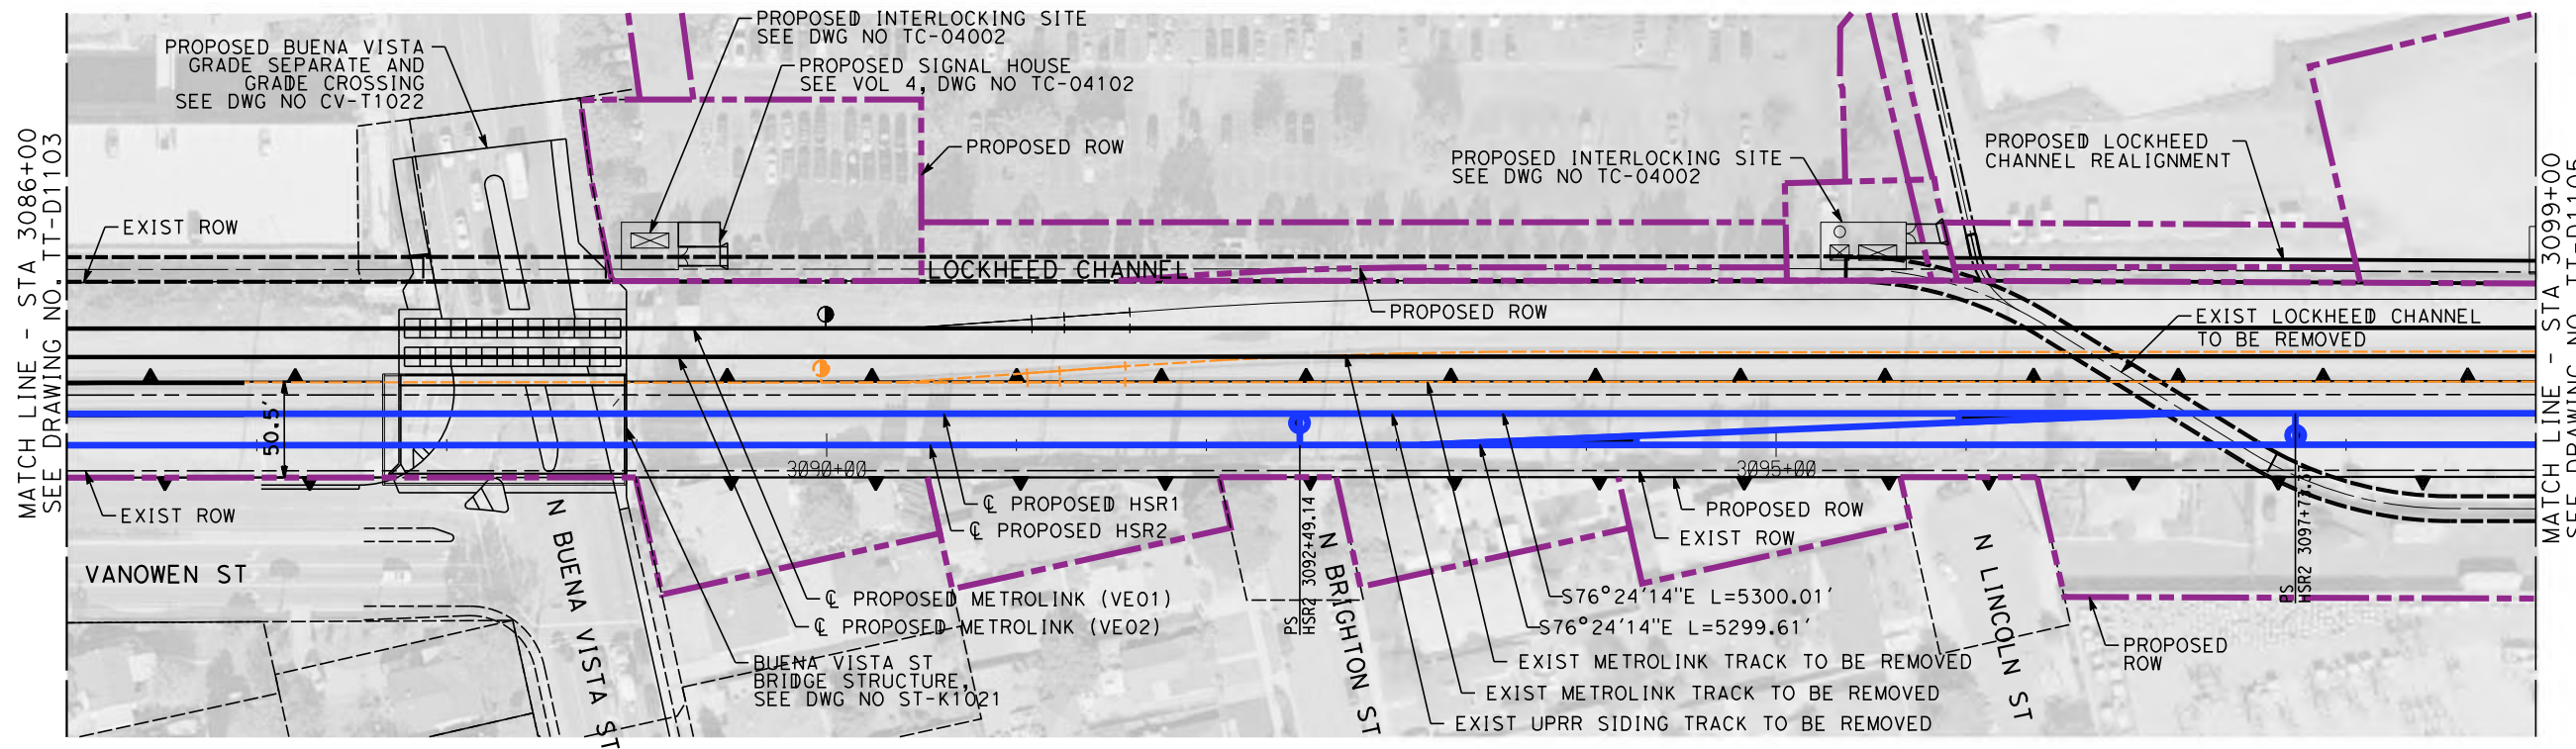 MATCH LINE - STA 3086+00
SEE DRAWING NO. TT-D1103
PROPOSED BUENA VISTA
GRADE SEPARATE AND
GRADE CROSSING
SEE DWG NO CV-T1022
PROPOSED INTERLOCKING SITE
SEE DWG NO TC-04002
PROPOSED SIGNAL HOUSE
SEE VOL 4, DWG NO TC-04102
PROPOSED ROW
PROPOSED INTERLOCKING SITE
SEE DWG NO TC-04002
PROPOSED LOCKHEED
CHANNEL REALIGNMENT
EXIST ROW
LOCKHEED CHANNEL
PROPOSED ROW
EXIST LOCKHEED CHANNEL
TO BE REMOVED
50.5'
3090+00
3095+00
EXIST ROW
℄ PROPOSED HSR1
℄ PROPOSED HSR2
PROPOSED ROW
EXIST ROW
VANOWEN ST
N BUENA VISTA ST
℄ PROPOSED METROLINK (VE01)
℄ PROPOSED METROLINK (VE02)
BUENA VISTA ST
BRIDGE STRUCTURE,
SEE DWG NO ST-K1021
PS
HSR2 3092+49.14
N BRIGHTON ST
S76°24'14"E L=5300.01'
S76°24'14"E L=5299.61'
EXIST METROLINK TRACK TO BE REMOVED
EXIST METROLINK TRACK TO BE REMOVED
EXIST UPRR SIDING TRACK TO BE REMOVED
N LINCOLN ST
PS
HSR2
PROPOSED
ROW
MATCH LINE - STA 3099+00
SEE DRAWING NO. TT-D1105